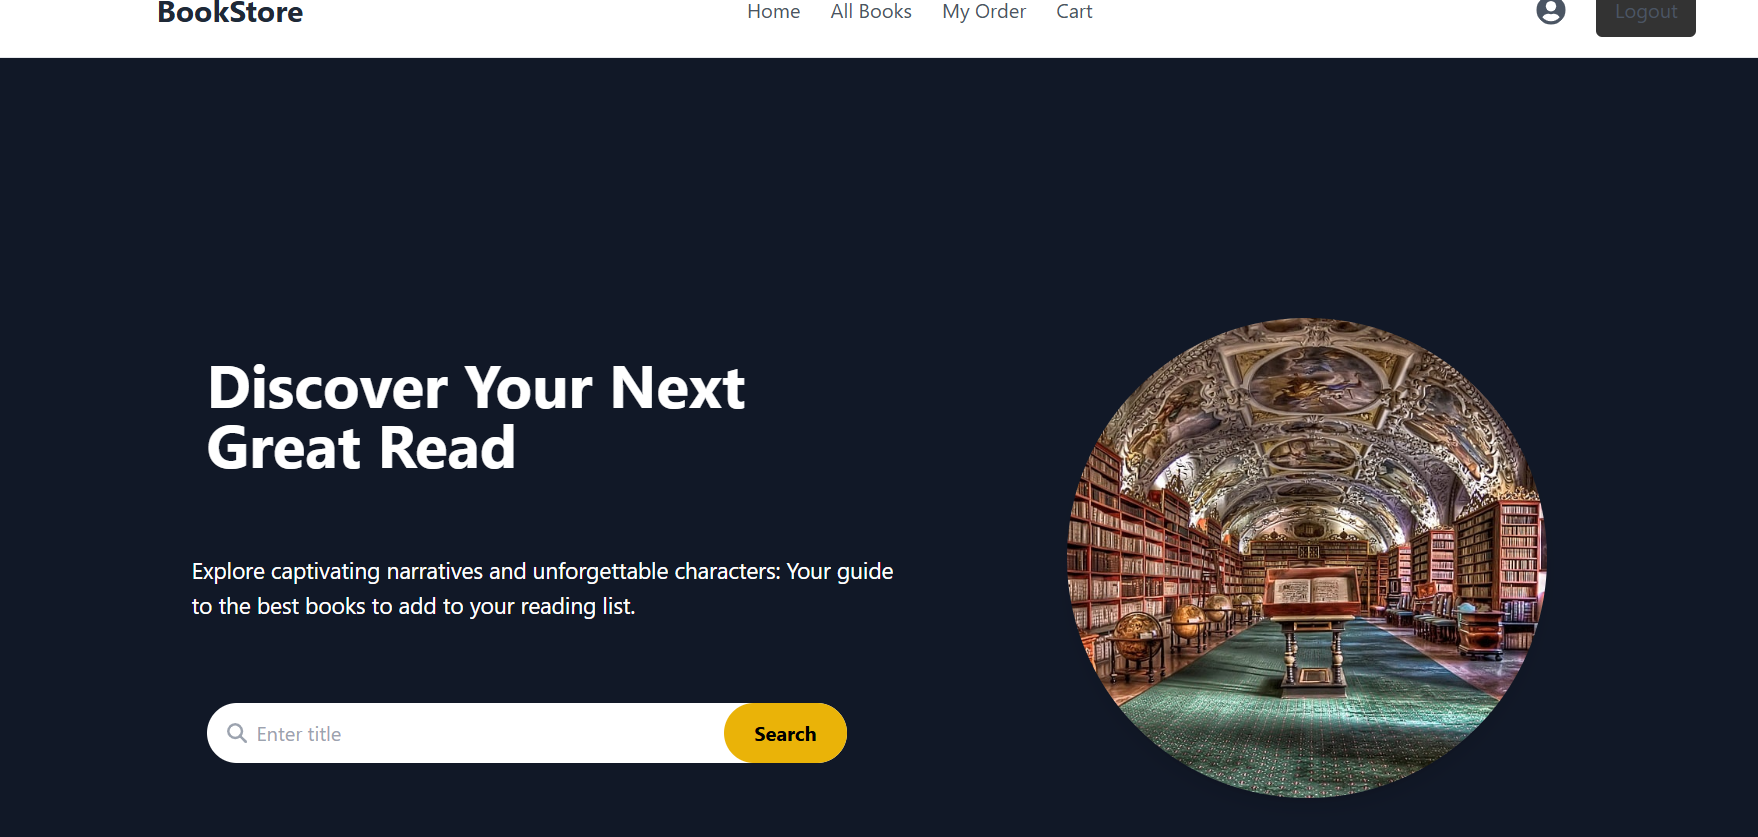 BookStore
Home All Books My Order Cart
Logout
Discover Your Next
Great Read
Explore captivating narratives and unforgettable characters: Your guide
to the best books to add to your reading list.
Enter title
Search